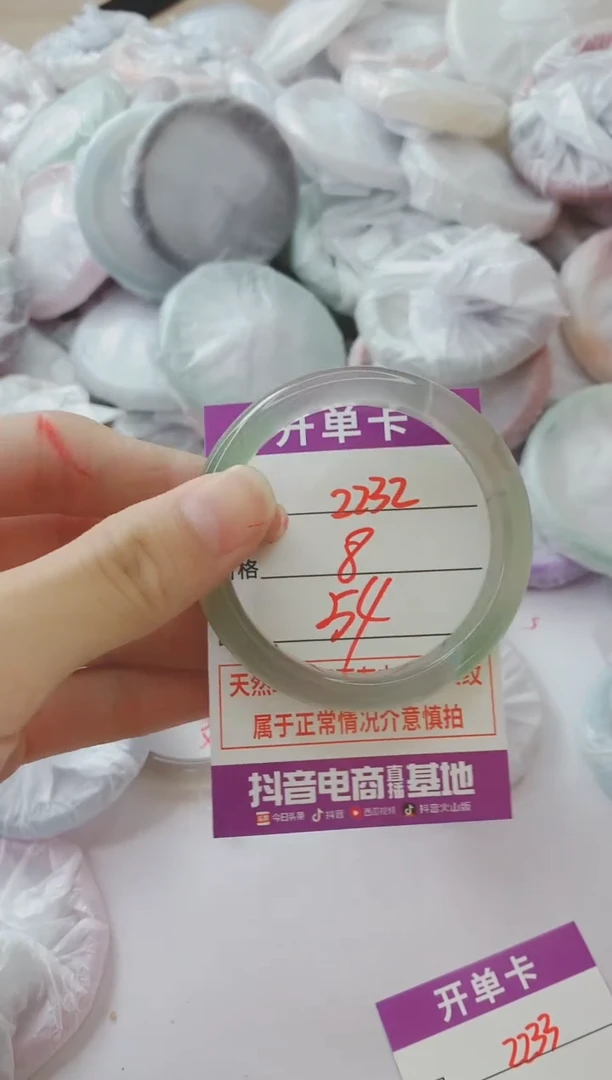 开单卡
2232
格
8
54
天然
纹
属于正常情况介意慎拍
抖音电商直播基地
今日头条 抖音 西瓜视频 抖音火山版
开单卡
2233